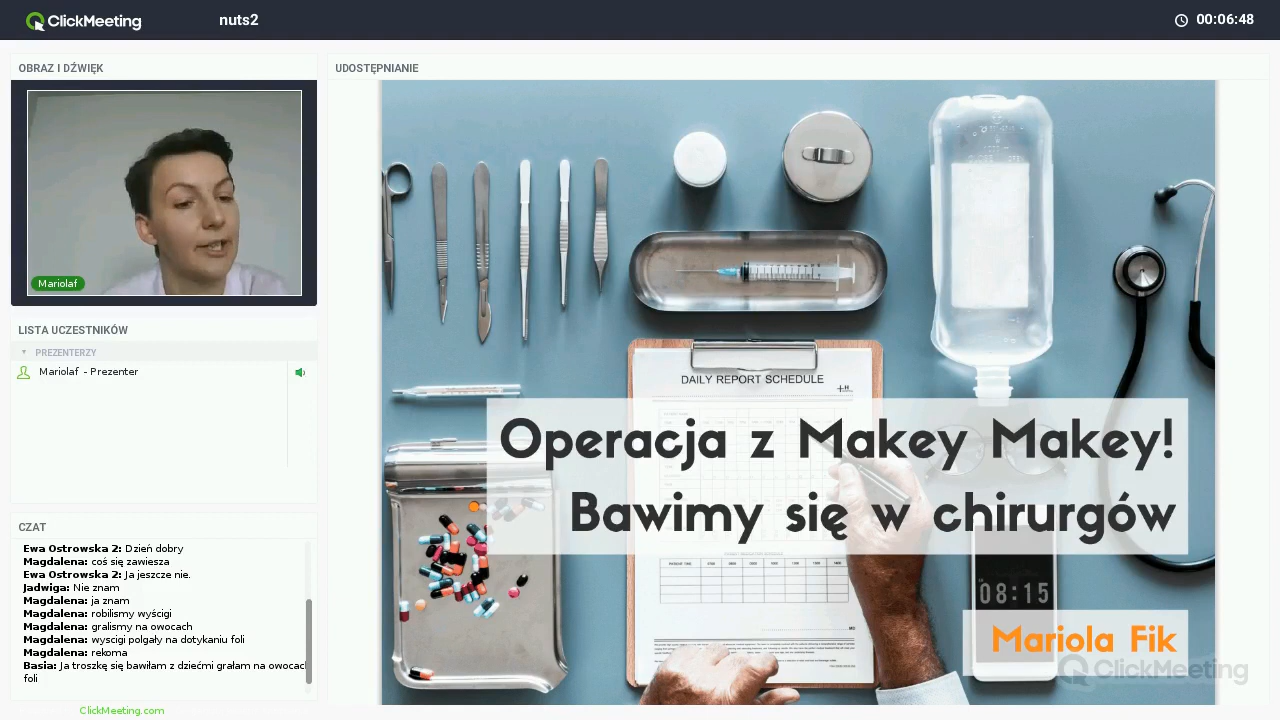 ClickMeeting
nuts2
00:06:48
OBRAZ I DŹWIĘK
Mariolaf
LISTA UCZESTNIKÓW
PREZENTERZY
Mariolaf - Prezenter
CZAT
Ewa Ostrowska 2: Dzień dobry
Magdalena: coś się zawiesza
Ewa Ostrowska 2: Ja jeszcze nie.
Jadwiga: Nie znam
Magdalena: ja znam
Magdalena: robilismy wyścigi
Magdalena: gralismy na owocach
Magdalena: wyscigi polgały na dotykaniu foli
Magdalena:
Basia: Ja troszkę się bawiłam z dziećmi grałam na owocac
foli
ClickMeeting.com
UDOSTĘPNIANIE
DAILY REPORT SCHEDULE
Operacja z Makey Makey!
Bawimy się w chirurgów
08:15
Mariola Fik
ClickMeeting